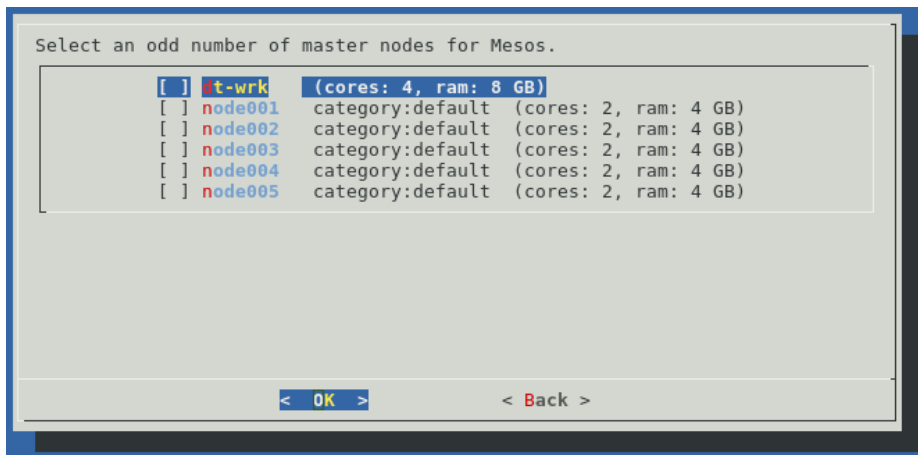 Select an odd number of master nodes for Mesos.
[ ] dt-wrk (cores: 4, ram: 8 GB)
[ ] node001 category:default (cores: 2, ram: 4 GB)
[ ] node002 category:default (cores: 2, ram: 4 GB)
[ ] node003 category:default (cores: 2, ram: 4 GB)
[ ] node004 category:default (cores: 2, ram: 4 GB)
[ ] node005 category:default (cores: 2, ram: 4 GB)
< OK > < Back >